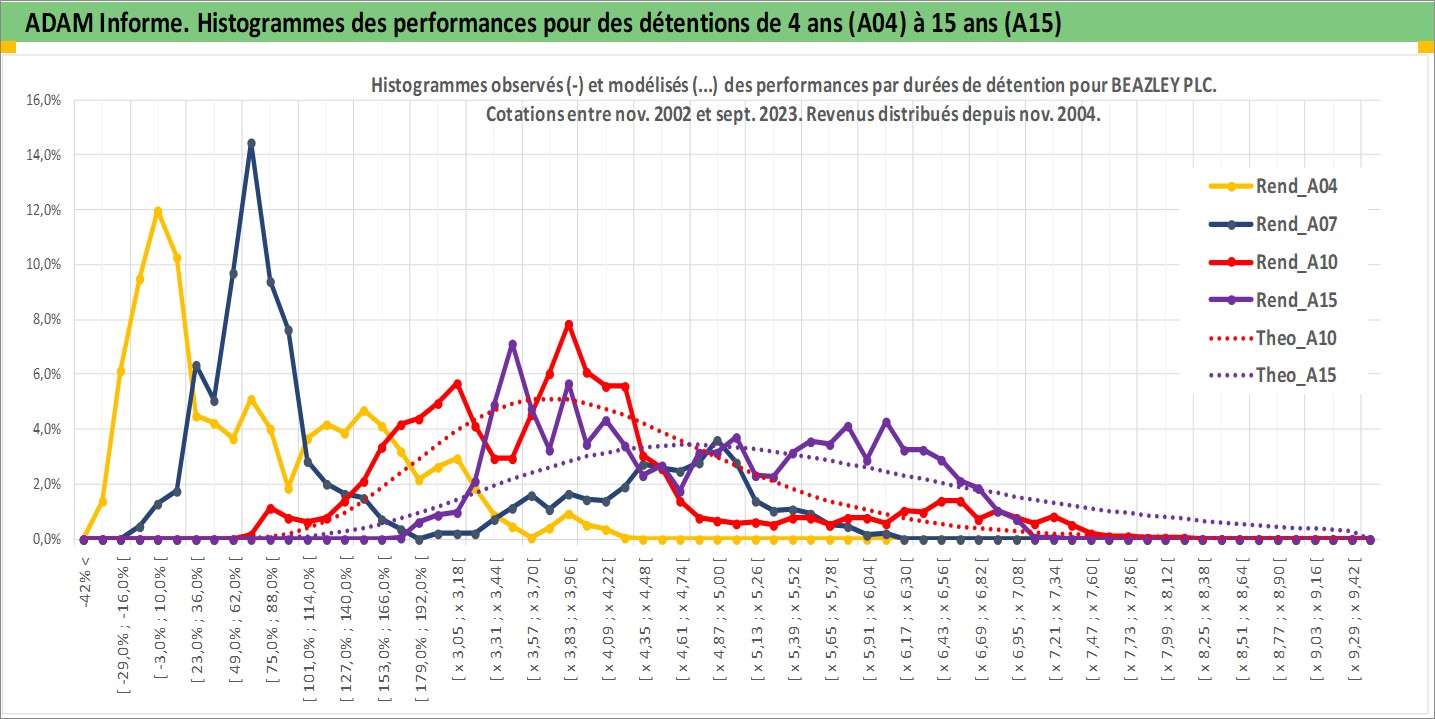 ADAM Informe. Histogrammes des performances pour des détentions de 4 ans (A04) à 15 ans (A15)
Histogrammes observés (-) et modélisés (...) des performances par durées de détention pour BEAZLEY PLC.
Cotations entre nov. 2002 et sept. 2023. Revenus distribués depuis nov. 2004.
16,0%
14,0%
12,0%
10,0%
8,0%
6,0%
4,0%
2,0%
0,0%
Rend_A04
Rend_A07
Rend_A10
Rend_A15
Theo_A10
Theo_A15
-42% <
[ -29,0% ; -16,0% [
[ -3,0% ; 10,0% [
[ 23,0% ; 36,0% [
[ 49,0% ; 62,0% [
[ 75,0% ; 88,0% [
[ 101,0% ; 114,0% [
[ 127,0% ; 140,0% [
[ 153,0% ; 166,0% [
[ 179,0% ; 192,0% [
[ x 3,05 ; x 3,18 [
[ x 3,31 ; x 3,44 [
[ x 3,57 ; x 3,70 [
[ x 3,83 ; x 3,96 [
[ x 4,09 ; x 4,22 [
[ x 4,35 ; x 4,48 [
[ x 4,61 ; x 4,74 [
[ x 4,87 ; x 5,00 [
[ x 5,13 ; x 5,26 [
[ x 5,39 ; x 5,52 [
[ x 5,65 ; x 5,78 [
[ x 5,91 ; x 6,04 [
[ x 6,17 ; x 6,30 [
[ x 6,43 ; x 6,56 [
[ x 6,69 ; x 6,82 [
[ x 6,95 ; x 7,08 [
[ x 7,21 ; x 7,34 [
[ x 7,47 ; x 7,60 [
[ x 7,73 ; x 7,86 [
[ x 7,99 ; x 8,12 [
[ x 8,25 ; x 8,38 [
[ x 8,51 ; x 8,64 [
[ x 8,77 ; x 8,90 [
[ x 9,03 ; x 9,16 [
[ x 9,29 ; x 9,42 [